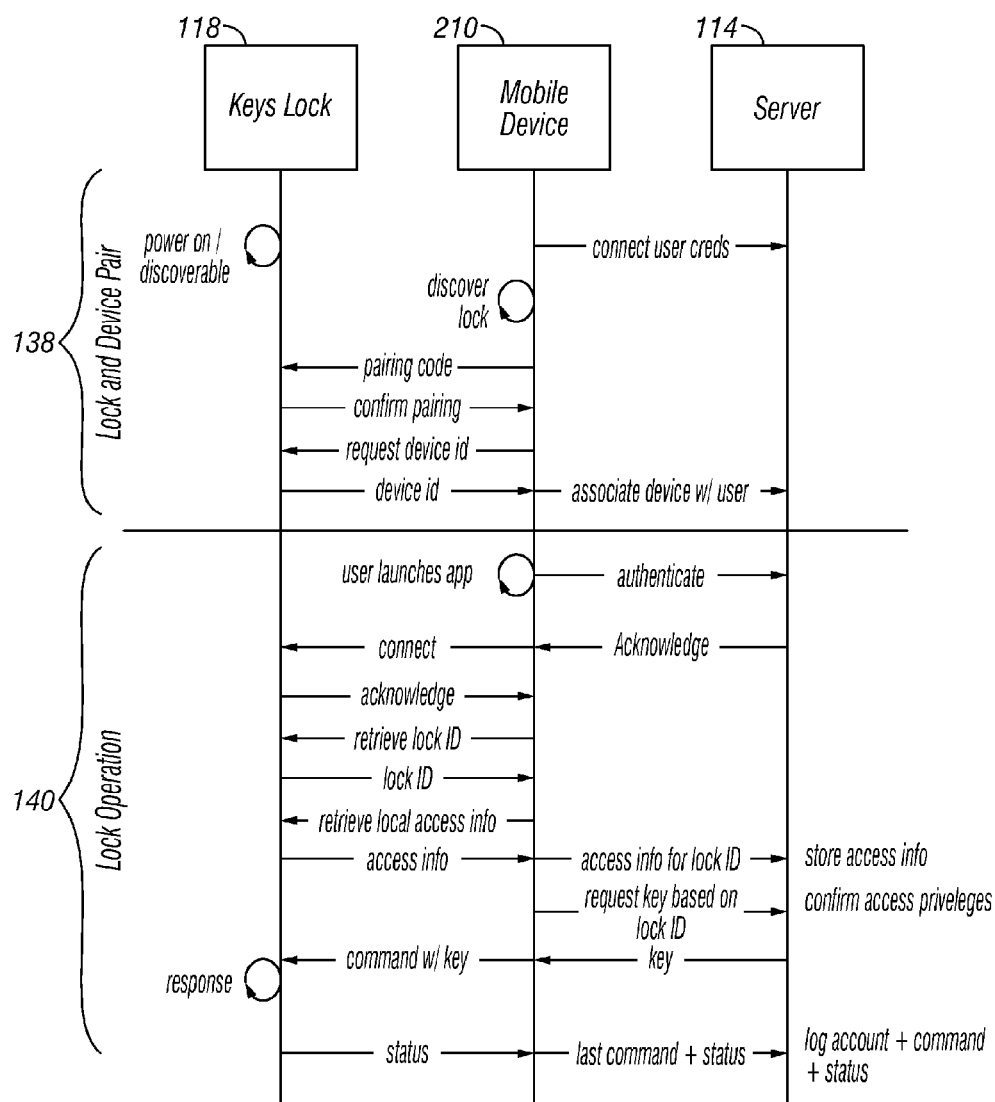 118
210
114
Keys Lock
Mobile
Device
Server
138
Lock and Device Pair
power on /
discoverable
connect user creds
discover
lock
pairing code
confirm pairing
request device id
device id
associate device w/ user
140
Lock Operation
user launches app
authenticate
connect
Acknowledge
acknowledge
retrieve lock ID
lock ID
retrieve local access info
access info
access info for lock ID
store access info
request key based on
lock ID
confirm access priveleges
command w/ key
key
response
status
last command + status
log account + command
+ status